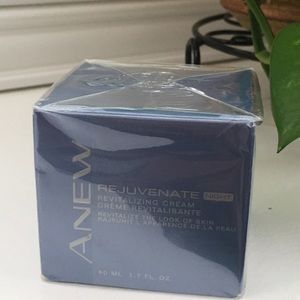 ANEW
REJUVENATE NIGHT
REVITALIZING CREAM
CRÈME REVITALISANTE
REVITALIZE THE LOOK OF SKIN
RAJEUNIT L'APPARENCE DE LA PEAU
50 ML 1.7 FL OZ